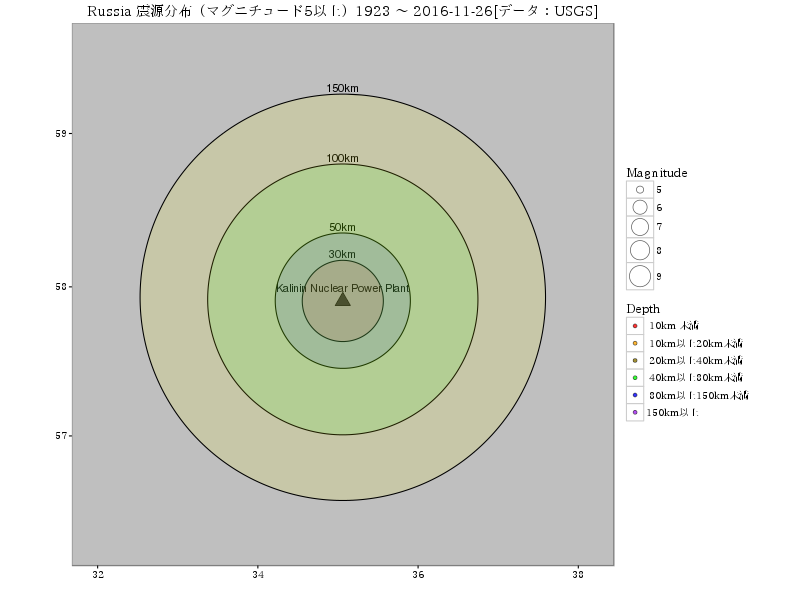 Russia 震源分布（マグニチュード5以上）1923 ～ 2016-11-26[データ：USGS]
150km
100km
50km
30km
Kalinin Nuclear Power Plant
59
58
57
32
34
36
38
Magnitude
5
6
7
8
9
Depth
10km 未満
10km以上20km未満
20km以上40km未満
40km以上80km未満
80km以上150km未満
150km以上